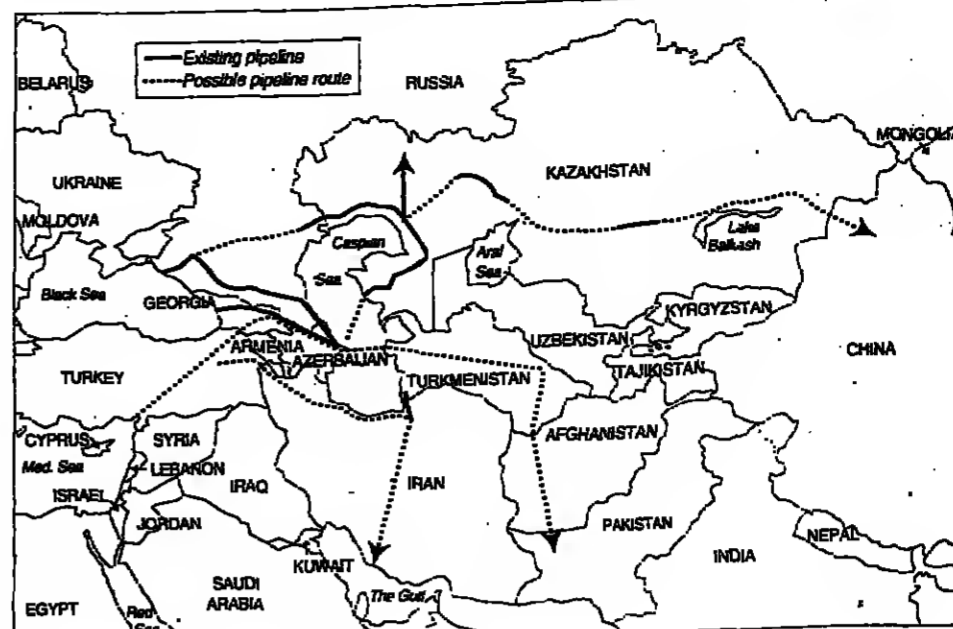 Existing pipeline
Possible pipeline route
BELARUS
RUSSIA
MONGOLI
KAZAKHSTAN
UKRAINE
MOLDOVA
Caspian
Sea
Aral
Sea
Lake
Balkash
Black Sea
GEORGIA
KYRGYZSTAN
UZBEKISTAN
ARMENIA
AZERBALIAN
CHINA
TURKEY
TURKMENISTAN
TAJIKISTAN
CYPRUS
SYRIA
AFGHANISTAN
Med. Sea
LEBANON
IRAQ
IRAN
ISRAEL
JORDAN
PAKISTAN
NEPAL
INDIA
KUWAIT
SAUDI
ARABIA
The Gulf
EGYPT
Red
Sea